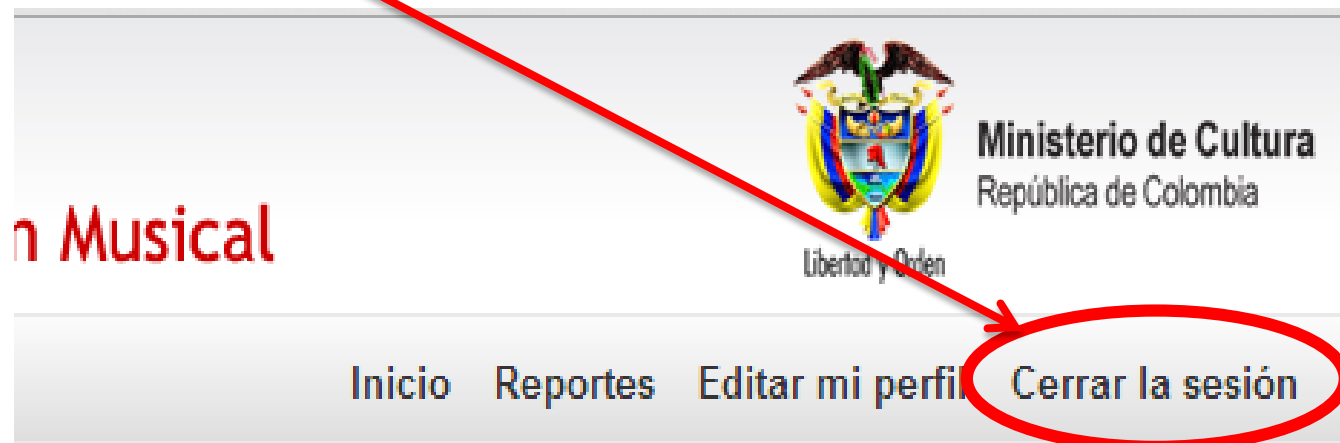 Ministerio de Cultura
República de Colombia
n Musical
Libertad y Orden
Inicio Reportes Editar mi perfil Cerrar la sesión